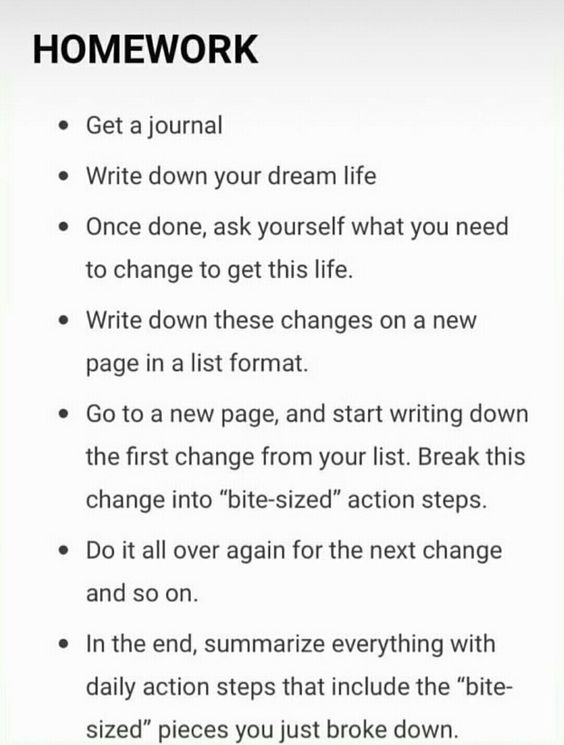 HOMEWORK
• Get a journal
• Write down your dream life
• Once done, ask yourself what you need
to change to get this life.
• Write down these changes on a new
page in a list format.
• Go to a new page, and start writing down
the first change from your list. Break this
change into “bite-sized” action steps.
• Do it all over again for the next change
and so on.
• In the end, summarize everything with
daily action steps that include the “bite-
sized” pieces you just broke down.